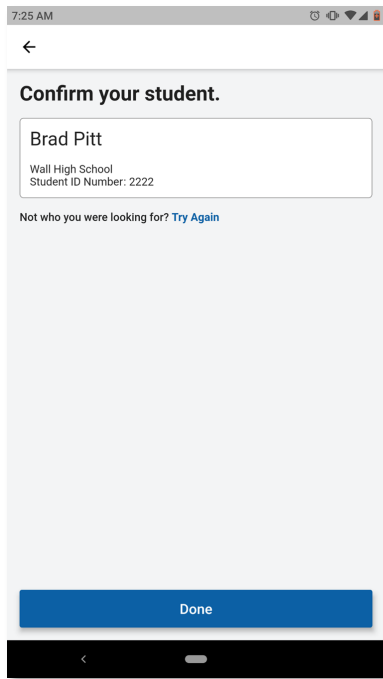 7:25 AM
Confirm your student.
Brad Pitt
Wall High School
Student ID Number: 2222
Not who you were looking for? Try Again
Done